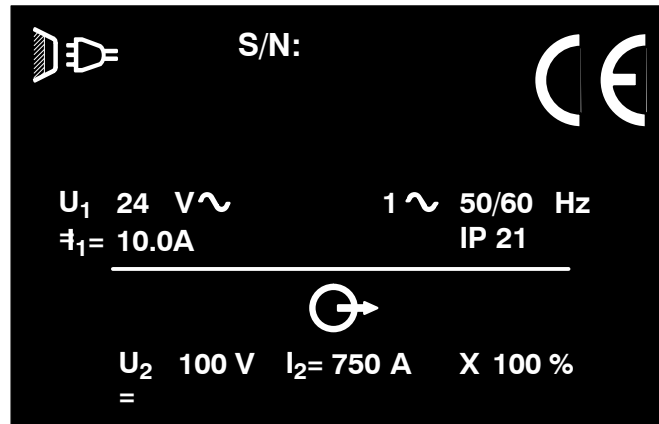 S/N:
CE
U1 24 V~ 1~ 50/60 Hz
I1= 10.0A IP 21
U2 100 V I2= 750 A X 100 %
=